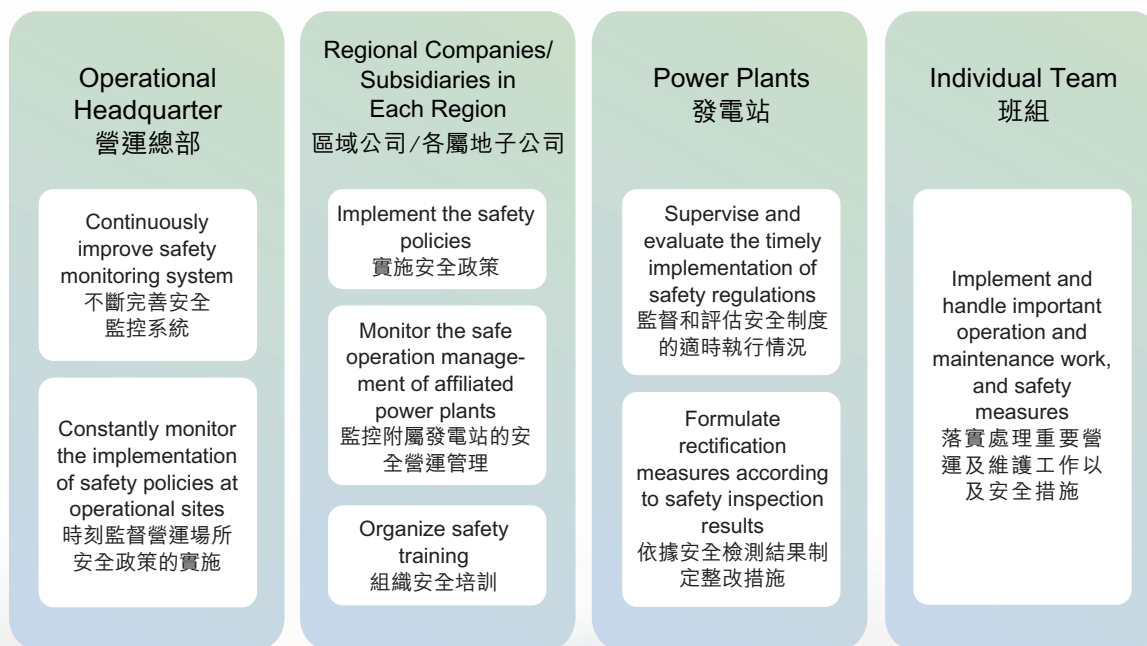 Operational
Headquarter
營運總部
Continuously
improve safety
monitoring system
不斷完善安全
監控系統
Constantly monitor
the implementation
of safety policies at
operational sites
時刻監督營運場所
安全政策的實施
Regional Companies/
Subsidiaries in
Each Region
區域公司/各屬地子公司
Implement the safety
policies
實施安全政策
Monitor the safe
operation manage-
ment of affiliated
power plants
監控附屬發電站的安
全營運管理
Organize safety
training
組織安全培訓
Power Plants
發電站
Supervise and
evaluate the timely
implementation of
safety regulations
監督和評估安全制度
的適時執行情況
Formulate
rectification
measures according
to safety inspection
results
依據安全檢測結果制
定整改措施
Individual Team
班組
Implement and
handle important
operation and
maintenance work,
and safety
measures
落實處理重要營
運及維護工作以
及安全措施